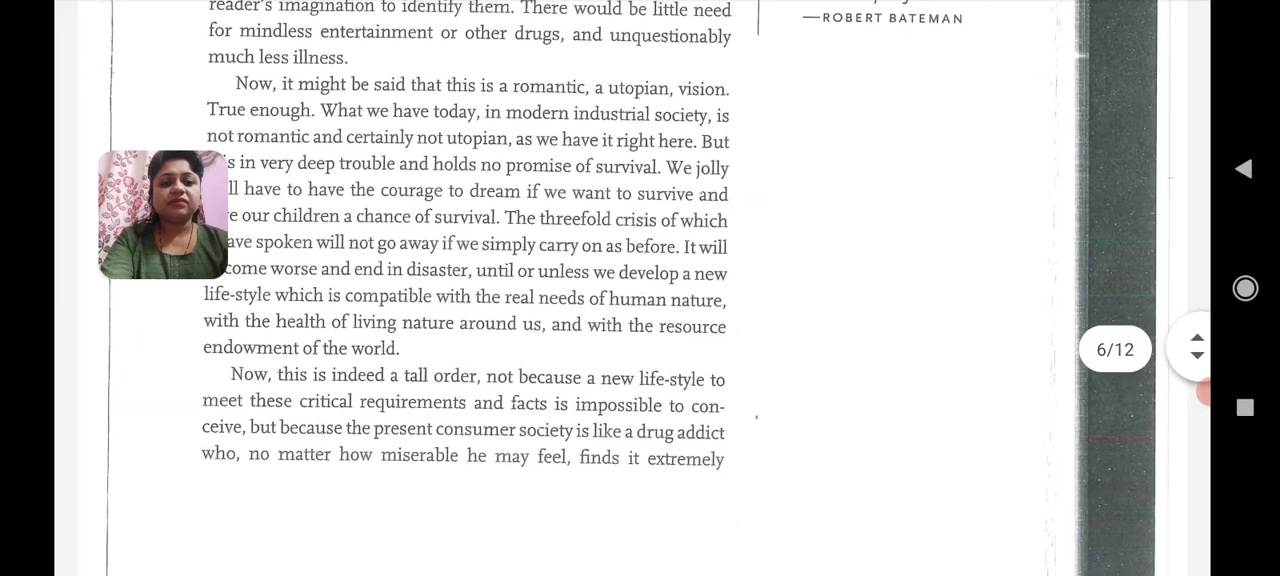 reader's imagination to identify them. There would be little need
for mindless entertainment or other drugs, and unquestionably
much less illness.
Now, it might be said that this is a romantic, a utopian, vision.
True enough. What we have today, in modern industrial society, is
not romantic and certainly not utopian, as we have it right here. But
s in very deep trouble and holds no promise of survival. We jolly
ll have to have the courage to dream if we want to survive and
e our children a chance of survival. The threefold crisis of which
ave spoken will not go away if we simply carry on as before. It will
come worse and end in disaster, until or unless we develop a new
life-style which is compatible with the real needs of human nature,
with the health of living nature around us, and with the resource
endowment of the world.
Now, this is indeed a tall order, not because a new life-style to
meet these critical requirements and facts is impossible to con-
ceive, but because the present consumer society is like a drug addict
who, no matter how miserable he may feel, finds it extremely
—ROBERT BATEMAN
6/12